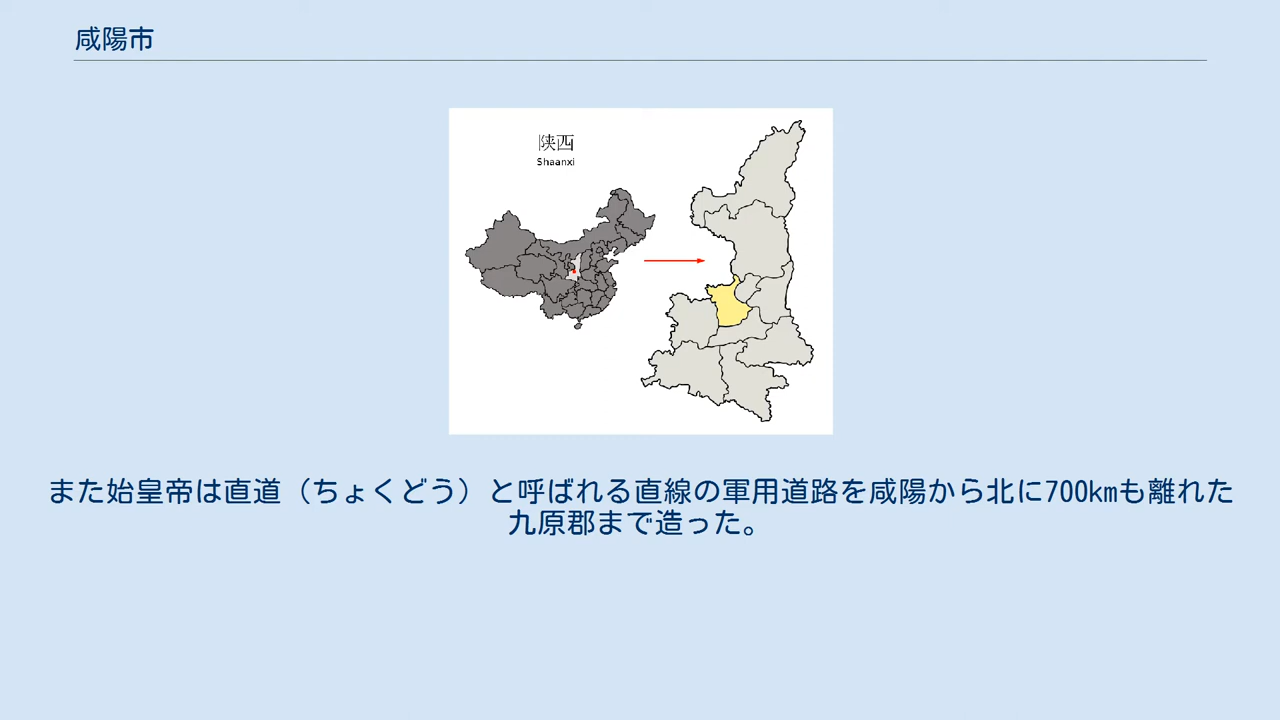 咸陽市
陕西
Shaanxi
また始皇帝は直道（ちょくどう）と呼ばれる直線の軍用道路を咸陽から北に700kmも離れた
九原郡まで造った。